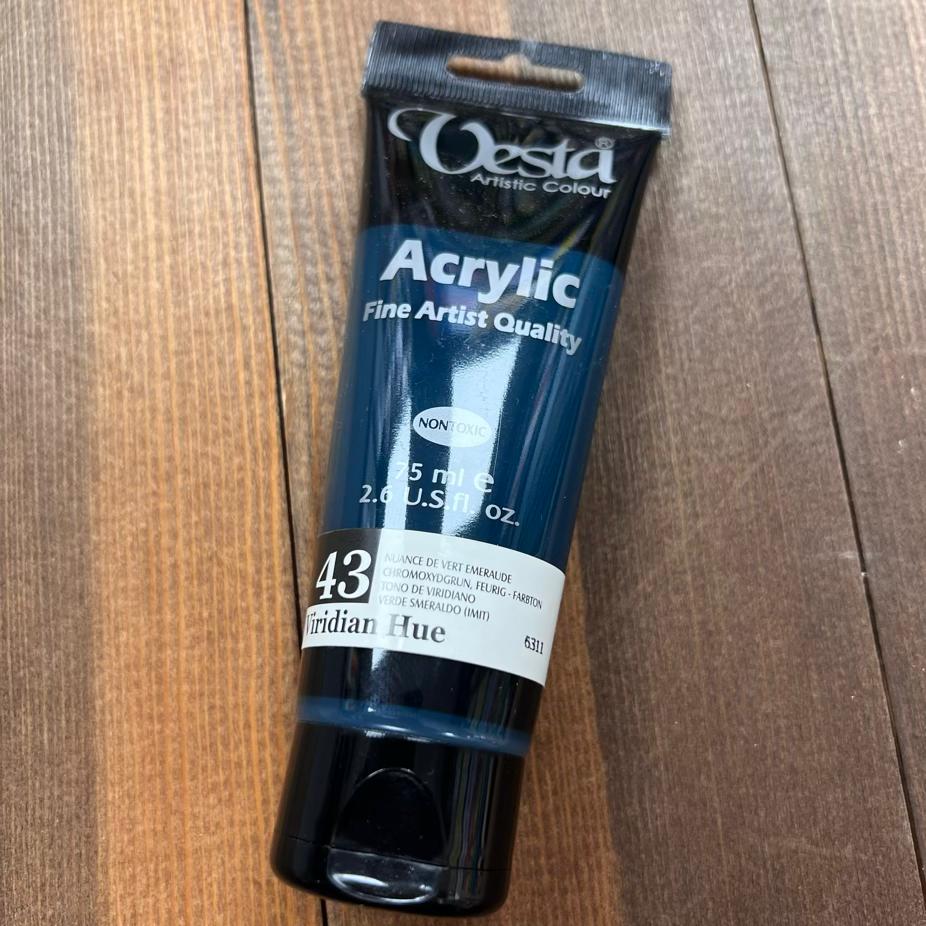 Vesta®
Artistic Colour
Acrylic
Fine Artist Quality
NONTOXIC
75 ml e
2.6 U.S.fl. oz.
43
NUANCE DE VERT EMERAUDE
CHROMOXYDGRUN, FEURIG - FARBTON
TONO DE VIRIDIANO
VERDE SMERALDO (IMIT)
Viridian Hue
6311